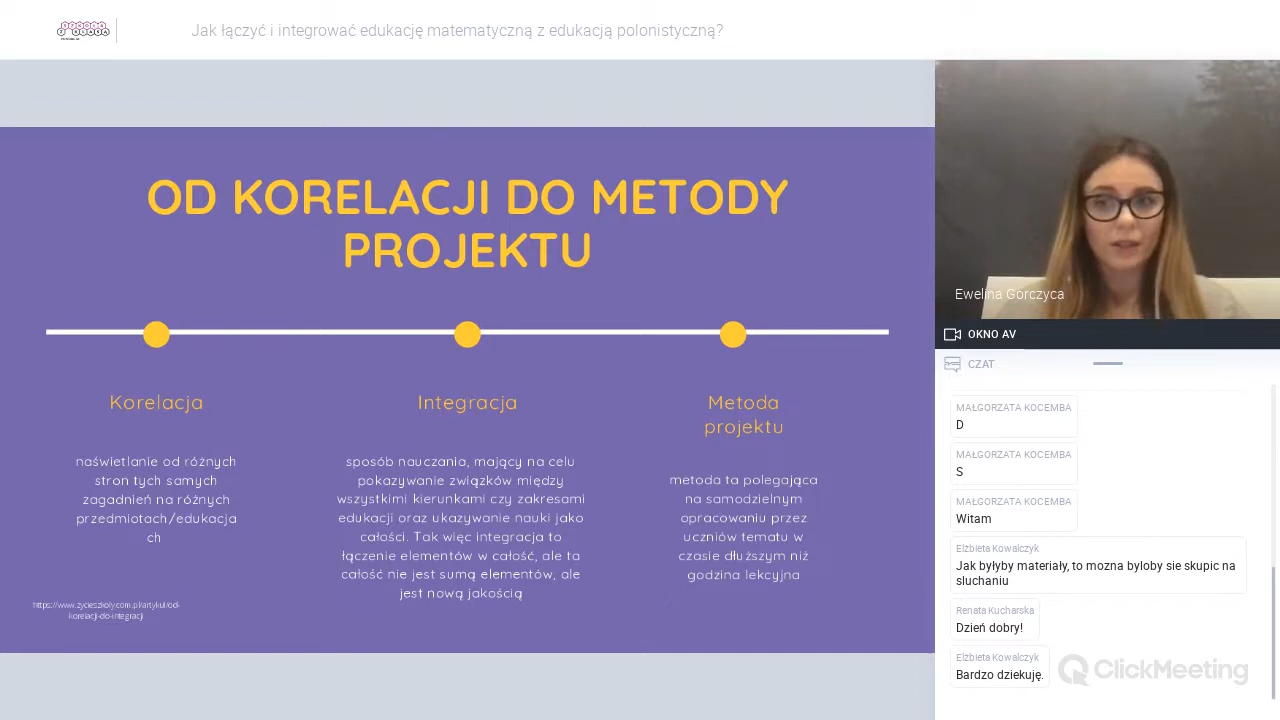 SZKOŁA
Z KLASĄ
Jak łączyć i integrować edukację matematyczną z edukacją polonistyczną?
OD KORELACJI DO METODY
PROJEKTU
Korelacja
naświetlanie od różnych
stron tych samych
zagadnień na różnych
przedmiotach/edukacja
ch
Integracja
sposób nauczania, mający na celu
pokazywanie związków między
wszystkimi kierunkami czy zakresami
edukacji oraz ukazywanie nauki jako
całości. Tak więc integracja to
łączenie elementów w całość, ale ta
całość nie jest sumą elementów, ale
jest nową jakością
Metoda
projektu
metoda ta polegająca
na samodzielnym
opracowaniu przez
uczniów tematu w
czasie dłuższym niż
godzina lekcyjna
https://www.zycieszkoly.com.pl/artykul/od-
korelacji-do-integracji
Ewelina Gorczyca
OKNO AV
CZAT
MAŁGORZATA KOCEMBA
D
MAŁGORZATA KOCEMBA
S
MAŁGORZATA KOCEMBA
Witam
Elżbieta Kowalczyk
Jak byłyby materiały, to mozna byloby sie skupic na
sluchaniu
Renata Kucharska
Dzień dobry!
Elżbieta Kowalczyk
Bardzo dziekuję.
ClickMeeting